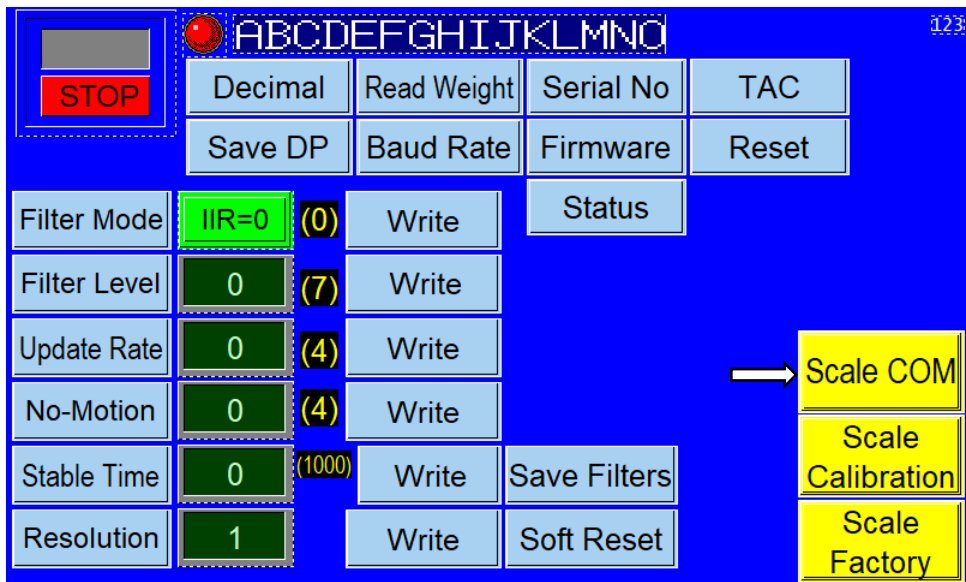 ABCDEFGHIJKLMNO
123
STOP
Decimal Read Weight Serial No TAC
Save DP Baud Rate Firmware Reset
Status
Filter Mode IIR=0 (0) Write
Filter Level 0 (7) Write
Update Rate 0 (4) Write
No-Motion 0 (4) Write
Stable Time 0 (1000) Write Save Filters
Resolution 1 Write Soft Reset
Scale COM
Scale
Calibration
Scale
Factory